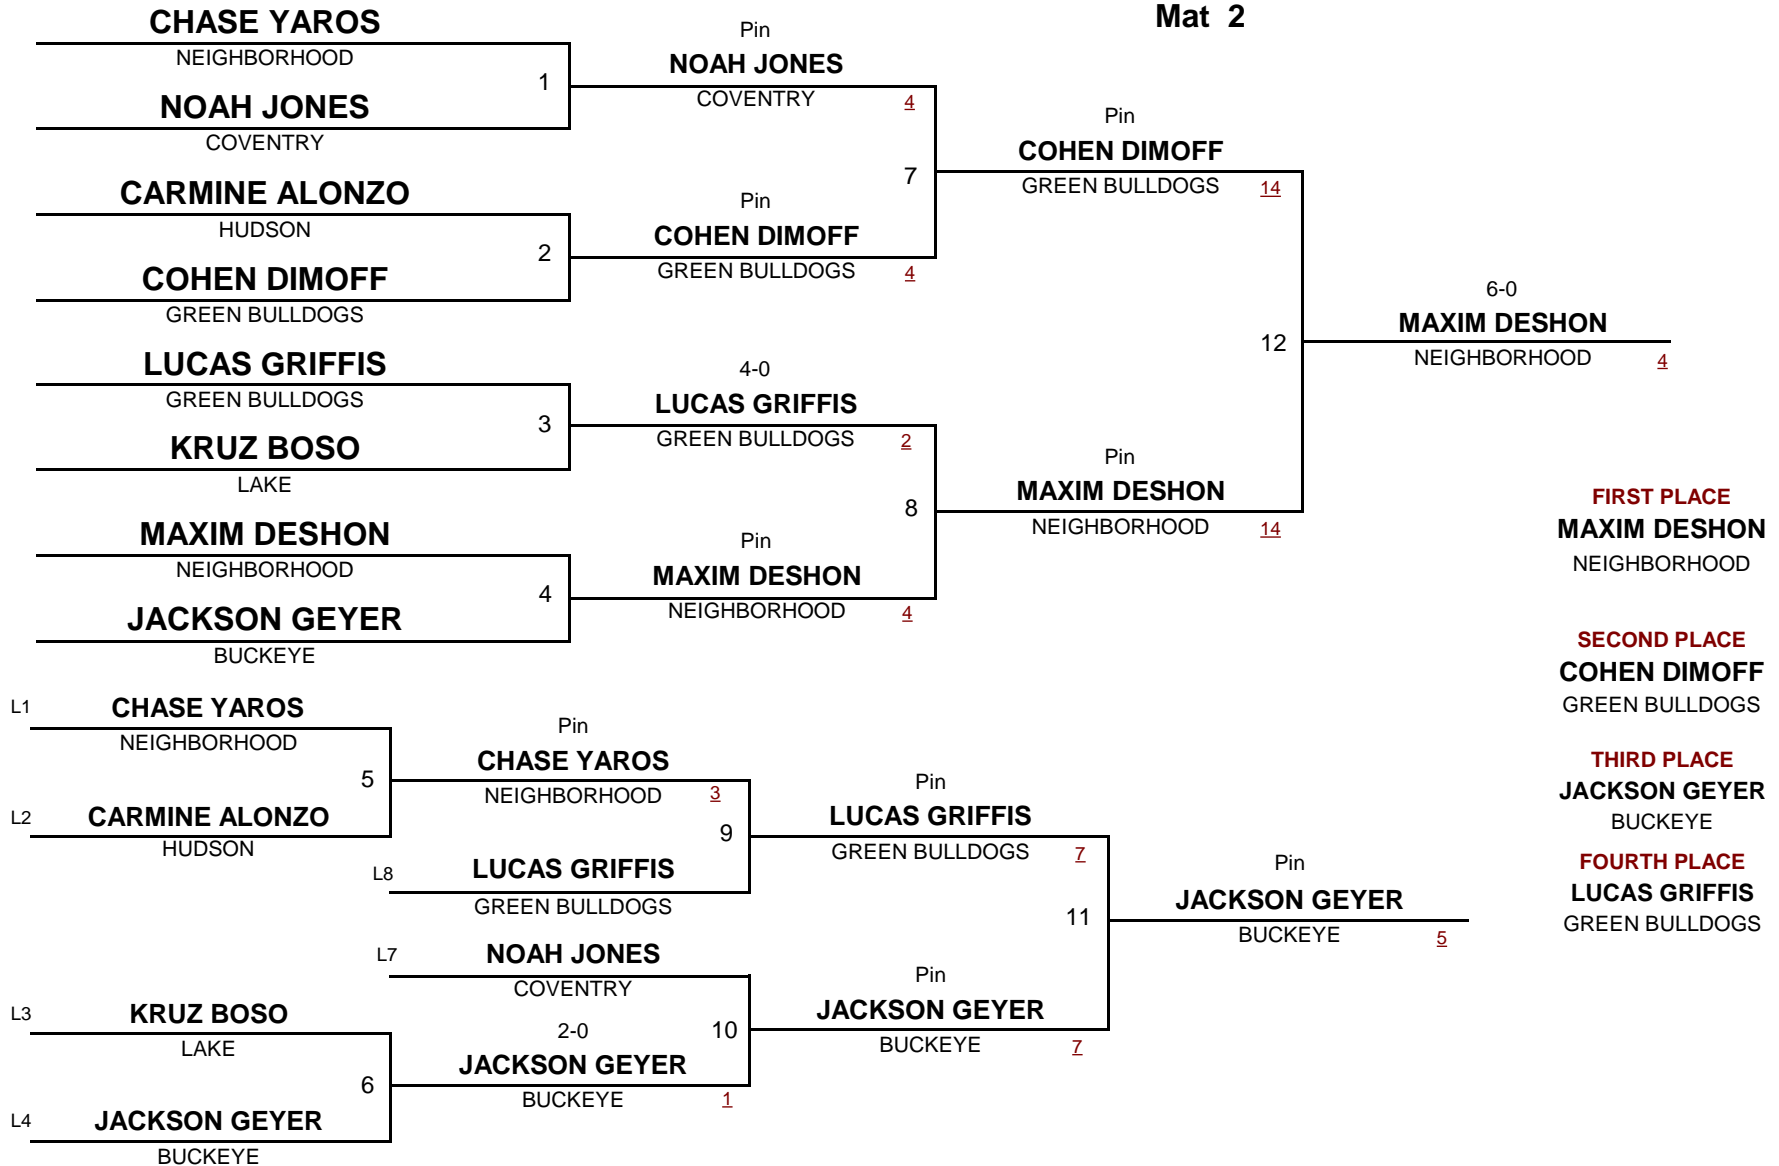 Mat 2
CHASE YAROS
NEIGHBORHOOD
1
NOAH JONES
COVENTRY
CARMINE ALONZO
HUDSON
2
COHEN DIMOFF
GREEN BULLDOGS
LUCAS GRIFFIS
GREEN BULLDOGS
3
KRUZ BOSO
LAKE
MAXIM DESHON
NEIGHBORHOOD
4
JACKSON GEYER
BUCKEYE
Pin
NOAH JONES
COVENTRY 4
7
Pin
COHEN DIMOFF
GREEN BULLDOGS 4
4-0
LUCAS GRIFFIS
GREEN BULLDOGS 2
8
Pin
MAXIM DESHON
NEIGHBORHOOD 4
Pin
COHEN DIMOFF
GREEN BULLDOGS 14
12
Pin
MAXIM DESHON
NEIGHBORHOOD 14
6-0
MAXIM DESHON
NEIGHBORHOOD 4
L1 CHASE YAROS
NEIGHBORHOOD
5
L2 CARMINE ALONZO
HUDSON
Pin
CHASE YAROS
NEIGHBORHOOD 3
9
L8 LUCAS GRIFFIS
GREEN BULLDOGS
L7 NOAH JONES
COVENTRY
10
2-0
JACKSON GEYER
BUCKEYE 1
L3 KRUZ BOSO
LAKE
6
L4 JACKSON GEYER
BUCKEYE
Pin
LUCAS GRIFFIS
GREEN BULLDOGS 7
11
Pin
JACKSON GEYER
BUCKEYE 7
Pin
JACKSON GEYER
BUCKEYE 5
FIRST PLACE
MAXIM DESHON
NEIGHBORHOOD
SECOND PLACE
COHEN DIMOFF
GREEN BULLDOGS
THIRD PLACE
JACKSON GEYER
BUCKEYE
FOURTH PLACE
LUCAS GRIFFIS
GREEN BULLDOGS